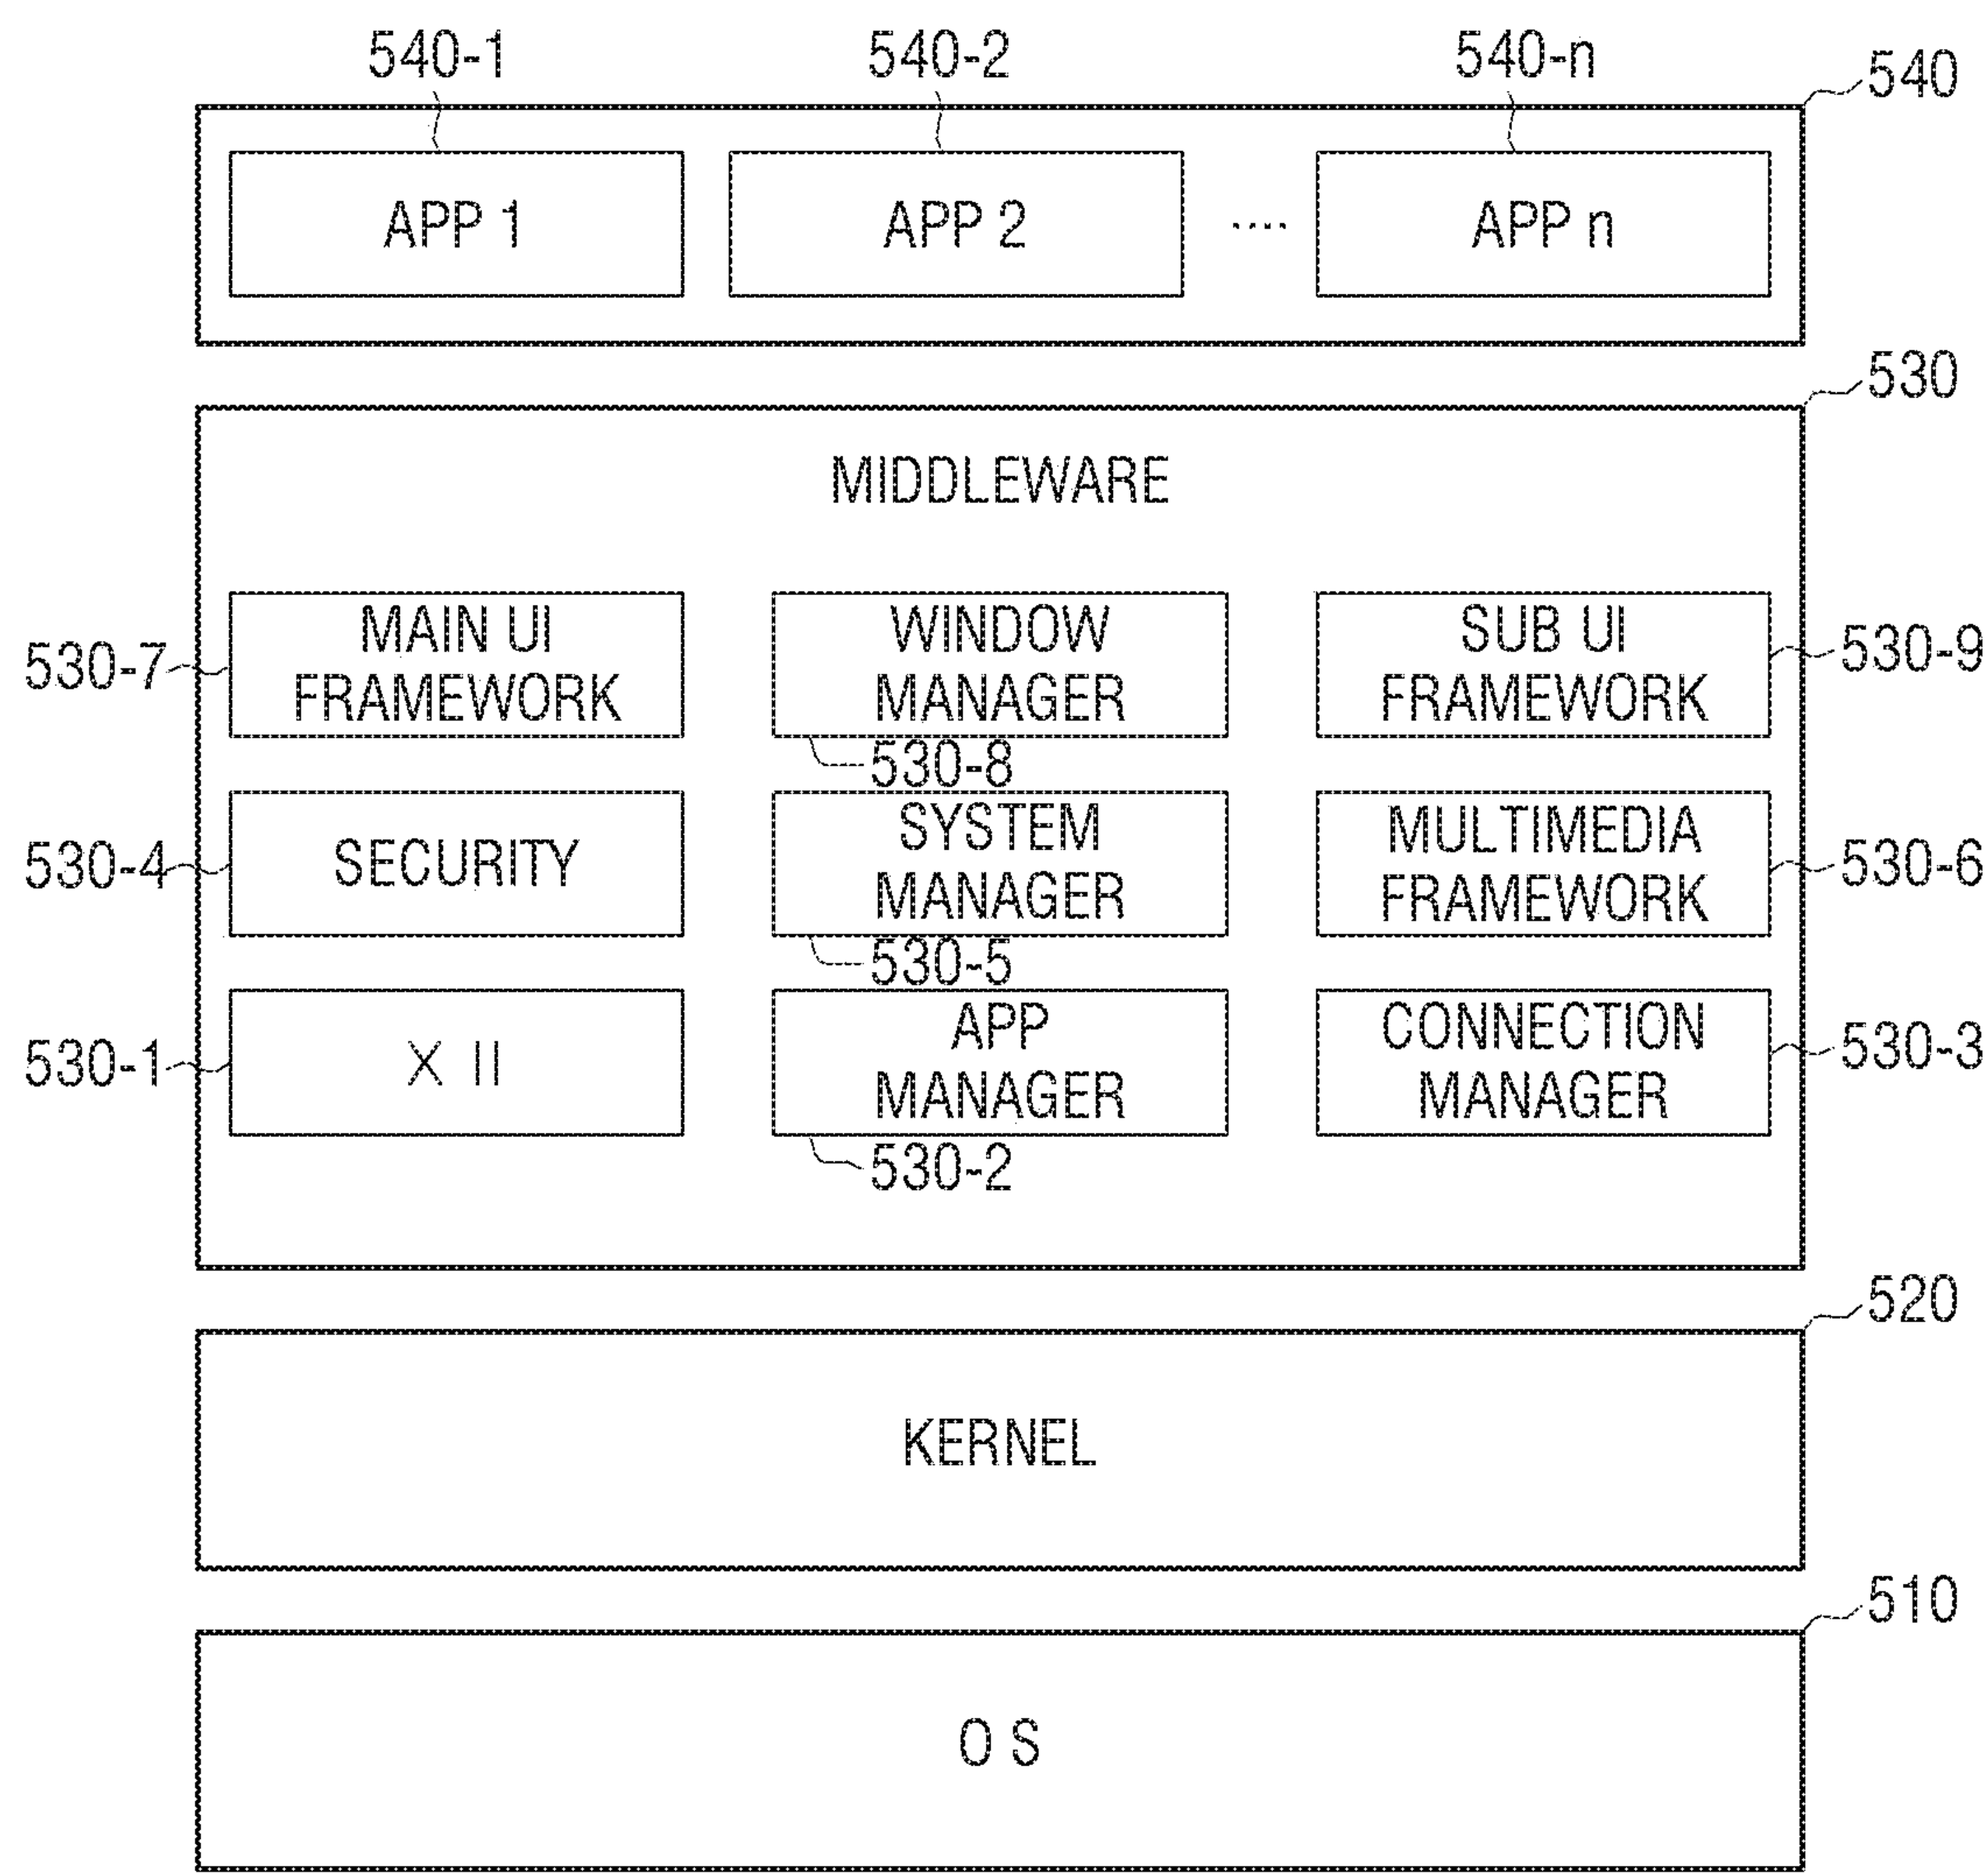 540-1 540-2 540-n 540
APP 1 APP 2 .... APP n
530
MIDDLEWARE
530-7 MAIN UI FRAMEWORK
WINDOW MANAGER
530-8
SUB UI FRAMEWORK 530-9
530-4 SECURITY
SYSTEM MANAGER
530-5
MULTIMEDIA FRAMEWORK 530-6
530-1 X II
APP MANAGER
530-2
CONNECTION MANAGER 530-3
520
KERNEL
510
O S